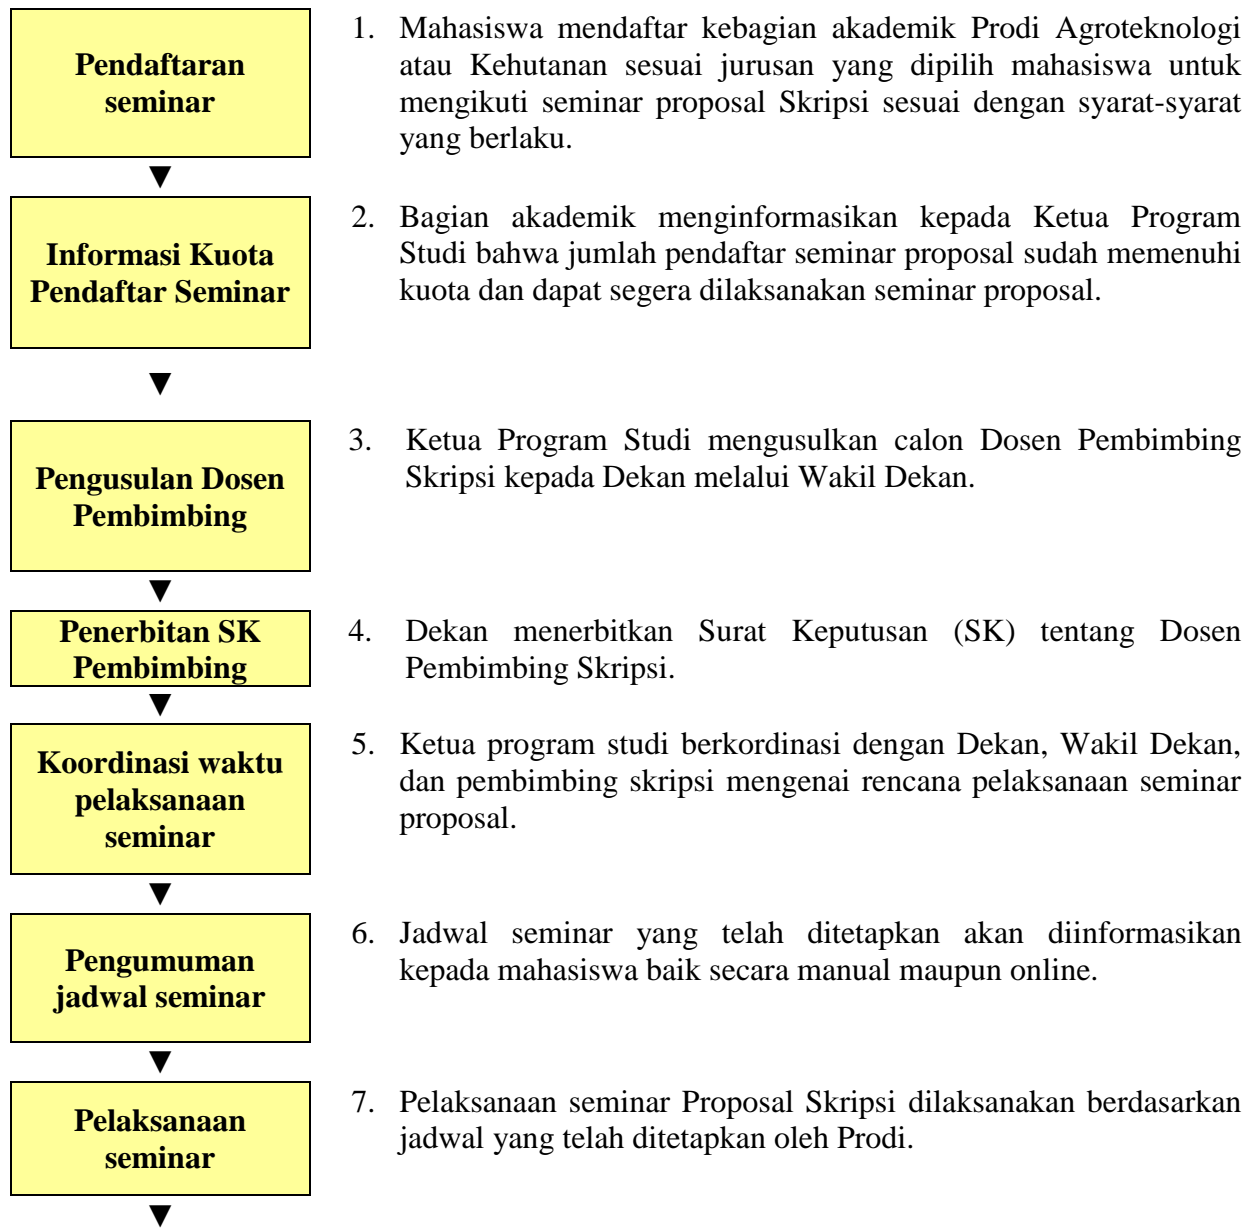 Pendaftaran
seminar
1. Mahasiswa mendaftar kebagian akademik Prodi Agroteknologi
atau Kehutanan sesuai jurusan yang dipilih mahasiswa untuk
mengikuti seminar proposal Skripsi sesuai dengan syarat-syarat
yang berlaku.
Informasi Kuota
Pendaftar Seminar
2. Bagian akademik menginformasikan kepada Ketua Program
Studi bahwa jumlah pendaftar seminar proposal sudah memenuhi
kuota dan dapat segera dilaksanakan seminar proposal.
Pengusulan Dosen
Pembimbing
3. Ketua Program Studi mengusulkan calon Dosen Pembimbing
Skripsi kepada Dekan melalui Wakil Dekan.
Penerbitan SK
Pembimbing
4. Dekan menerbitkan Surat Keputusan (SK) tentang Dosen
Pembimbing Skripsi.
Koordinasi waktu
pelaksanaan
seminar
5. Ketua program studi berkordinasi dengan Dekan, Wakil Dekan,
dan pembimbing skripsi mengenai rencana pelaksanaan seminar
proposal.
Pengumuman
jadwal seminar
6. Jadwal seminar yang telah ditetapkan akan diinformasikan
kepada mahasiswa baik secara manual maupun online.
Pelaksanaan
seminar
7. Pelaksanaan seminar Proposal Skripsi dilaksanakan berdasarkan
jadwal yang telah ditetapkan oleh Prodi.